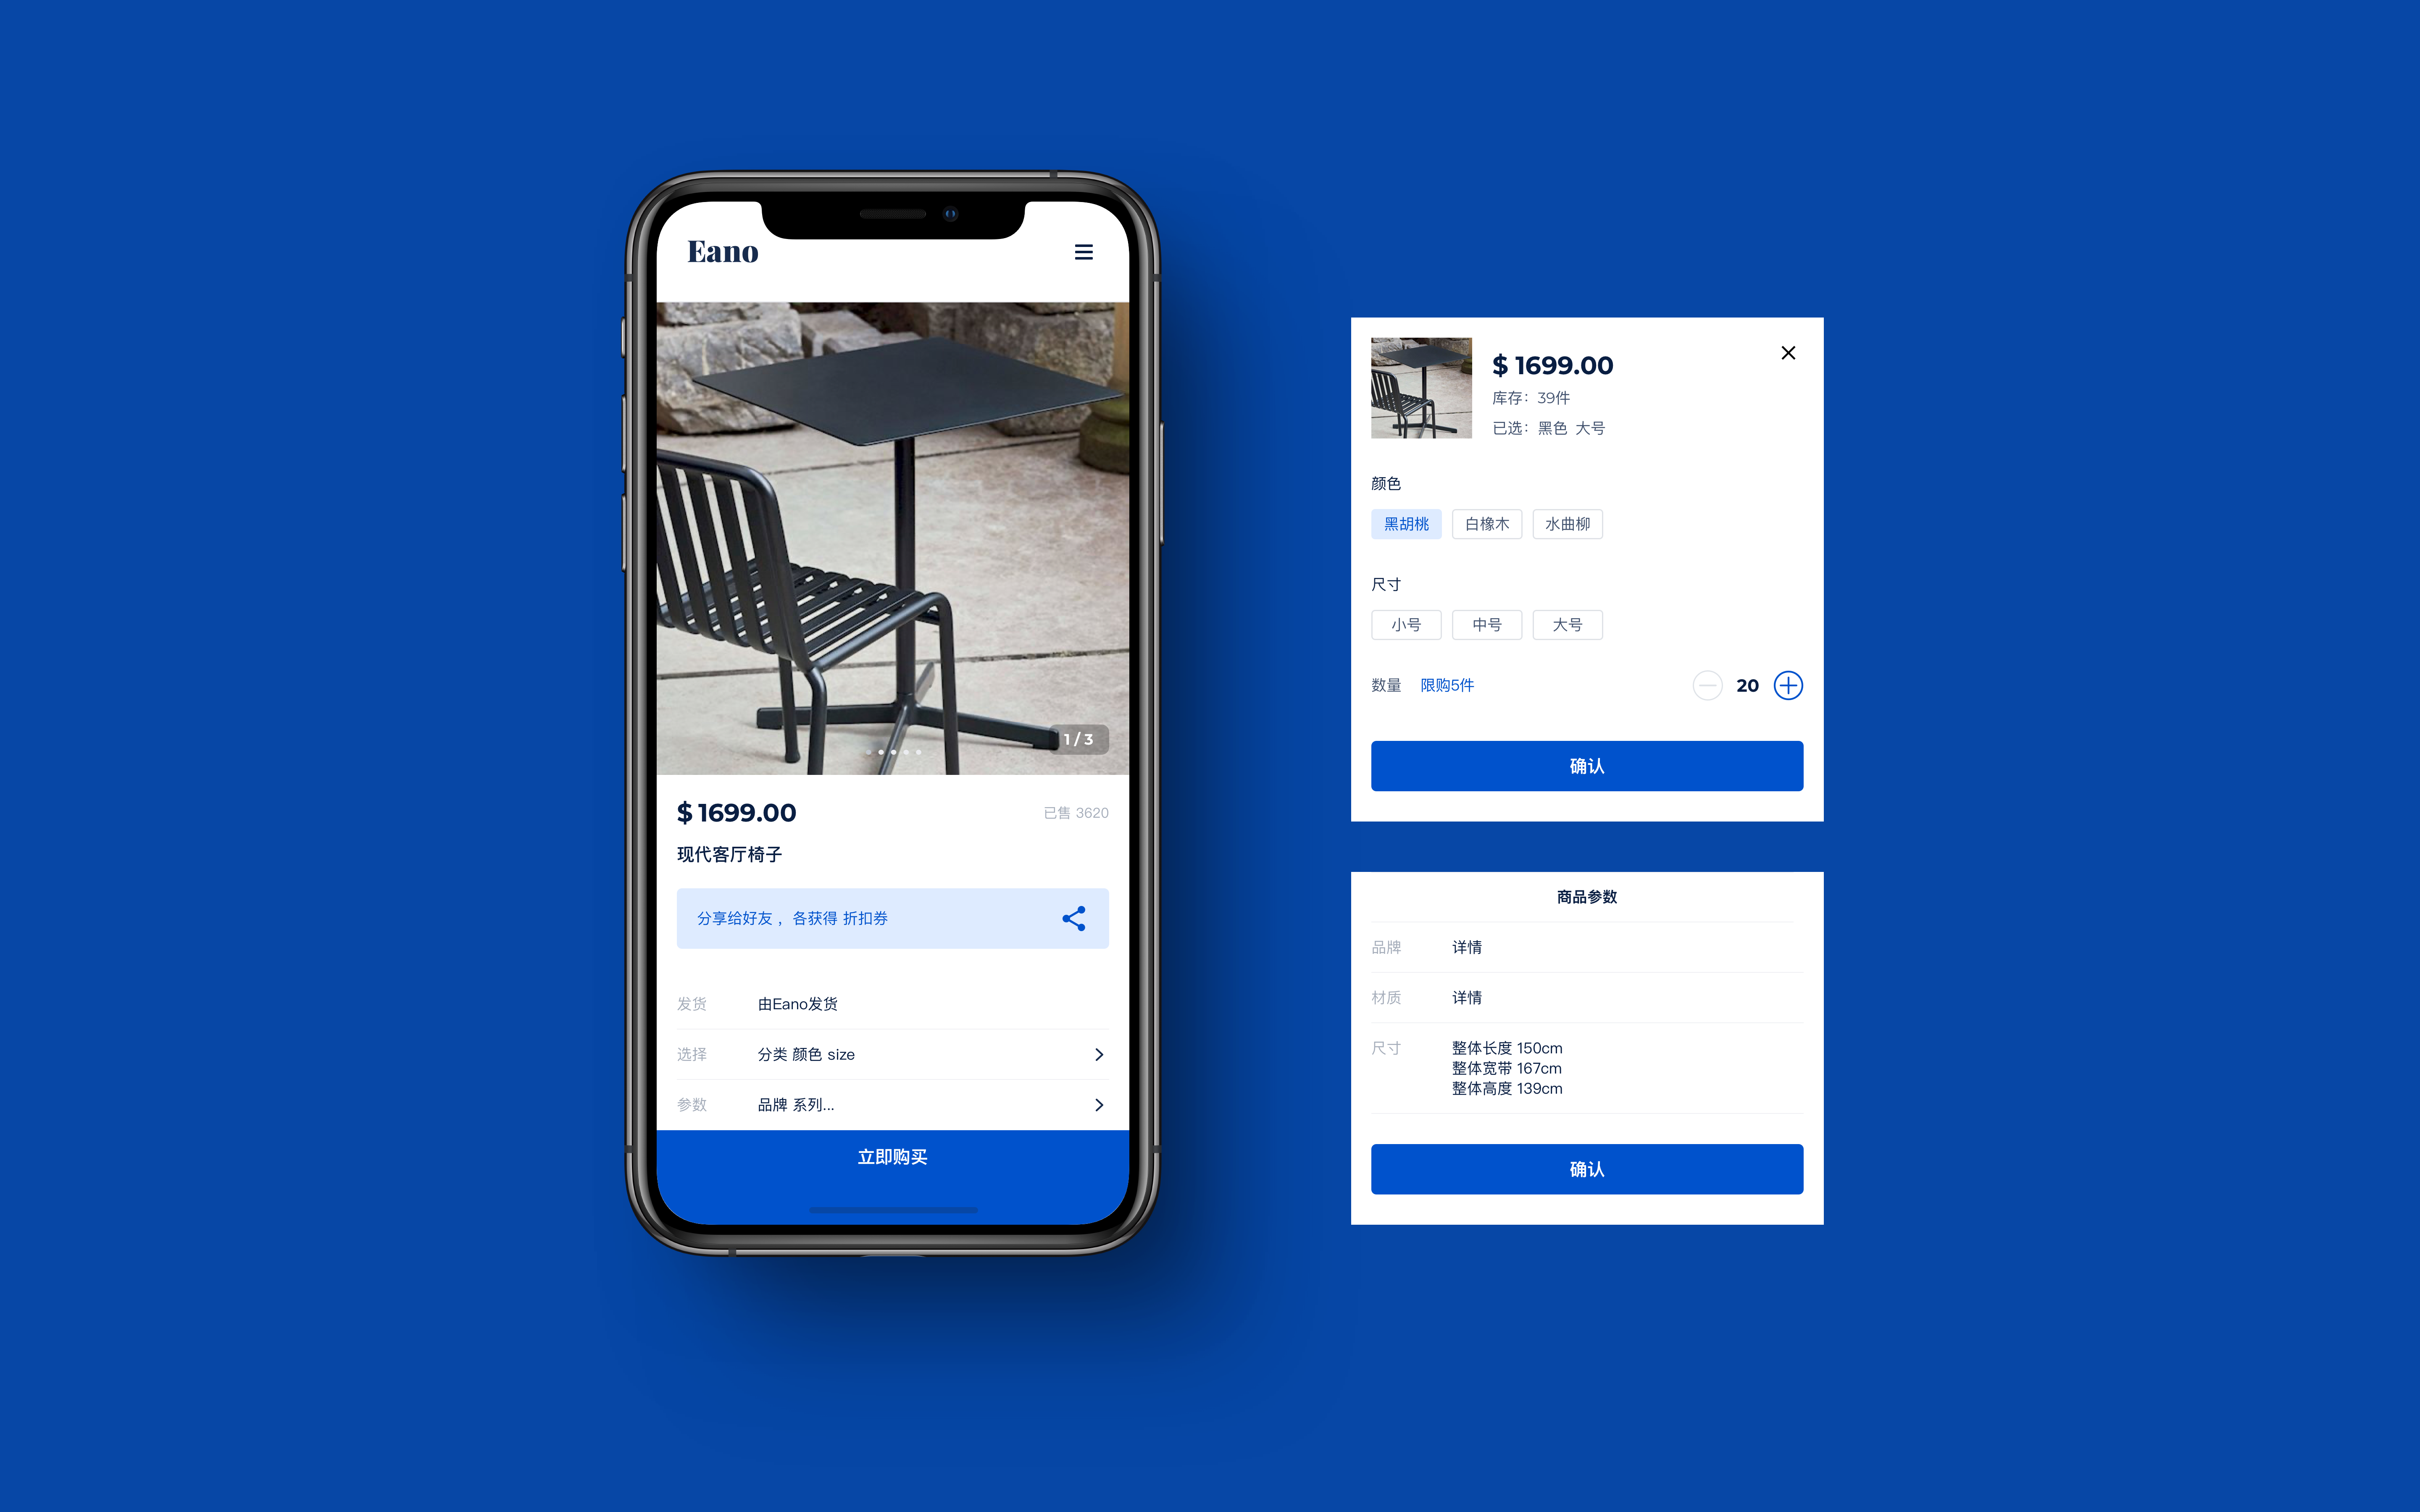 Eano
1 / 3
$ 1699.00
已售 3620
现代客厅椅子
分享给好友， 各获得 折扣券
发货 由Eano发货
选择 分类 颜色 size
参数 品牌 系列...
立即购买
$ 1699.00
库存：39件
已选：黑色 大号
颜色
黑胡桃 白橡木 水曲柳
尺寸
小号 中号 大号
数量 限购5件 20
确认
商品参数
品牌 详情
材质 详情
尺寸 整体长度 150cm
整体宽带 167cm
整体高度 139cm
确认